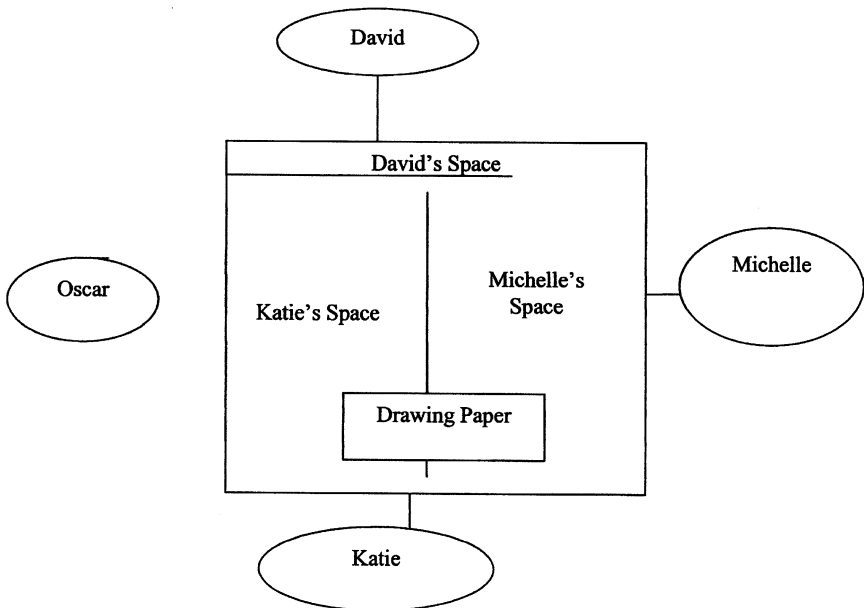 David
David's Space
Michelle
Oscar
Michelle's
Space
Katie's Space
Drawing Paper
Katie